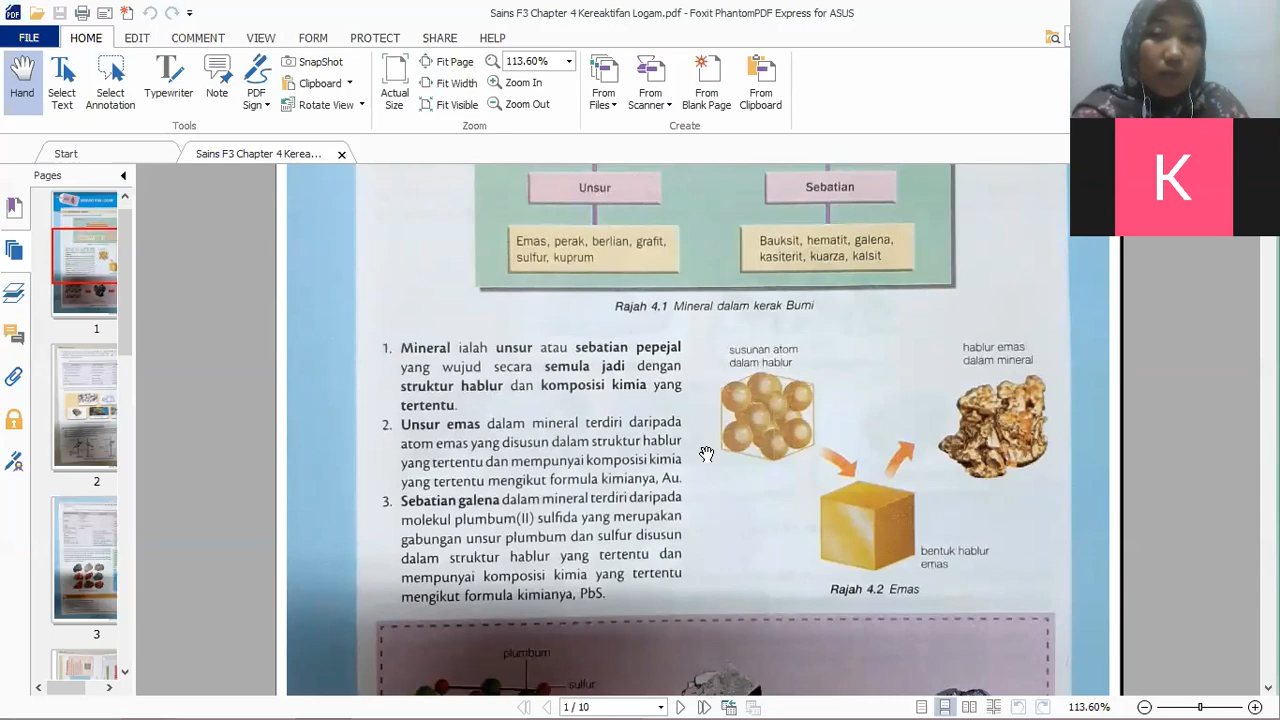 Sains F3 Chapter 4 Kereaktifan Logam.pdf - Foxit PhantomPDF Express for ASUS
FILE HOME EDIT COMMENT VIEW FORM PROTECT SHARE HELP
Hand
Select Text
Select Annotation
Typewriter
Note
PDF Sign
SnapShot
Clipboard
Rotate View
Tools
Actual Size
Fit Page
Fit Width
Fit Visible
113.60%
Zoom In
Zoom Out
Zoom
From Files
From Scanner
From Blank Page
From Clipboard
Create
K
Start
Sains F3 Chapter 4 Kerea...
Pages
1
2
3
Unsur
Sebatian
Emas, perak, berlian, grafit,
sulfur, kuprum
Bauksit, hematit, galena,
kasiterit, kuarza, kalsit
Rajah 4.1 Mineral dalam kerak Bumi
1. Mineral ialah unsur atau sebatian pepejal
yang wujud secara semula jadi dengan
struktur hablur dan komposisi kimia yang
tertentu.
2. Unsur emas dalam mineral terdiri daripada
atom emas yang disusun dalam struktur hablur
yang tertentu dan mempunyai komposisi kimia
yang tertentu mengikut formula kimianya, Au.
3. Sebatian galena dalam mineral terdiri daripada
molekul plumbum(II) sulfida yang merupakan
gabungan unsur plumbum dan sulfur disusun
dalam struktur hablur yang tertentu dan
mempunyai komposisi kimia yang tertentu
mengikut formula kimianya, PbS.
susunan atom
dalam hablur
hablur emas
dalam mineral
bentuk hablur
emas
Rajah 4.2 Emas
plumbum
sulfur
1 / 10
113.60%